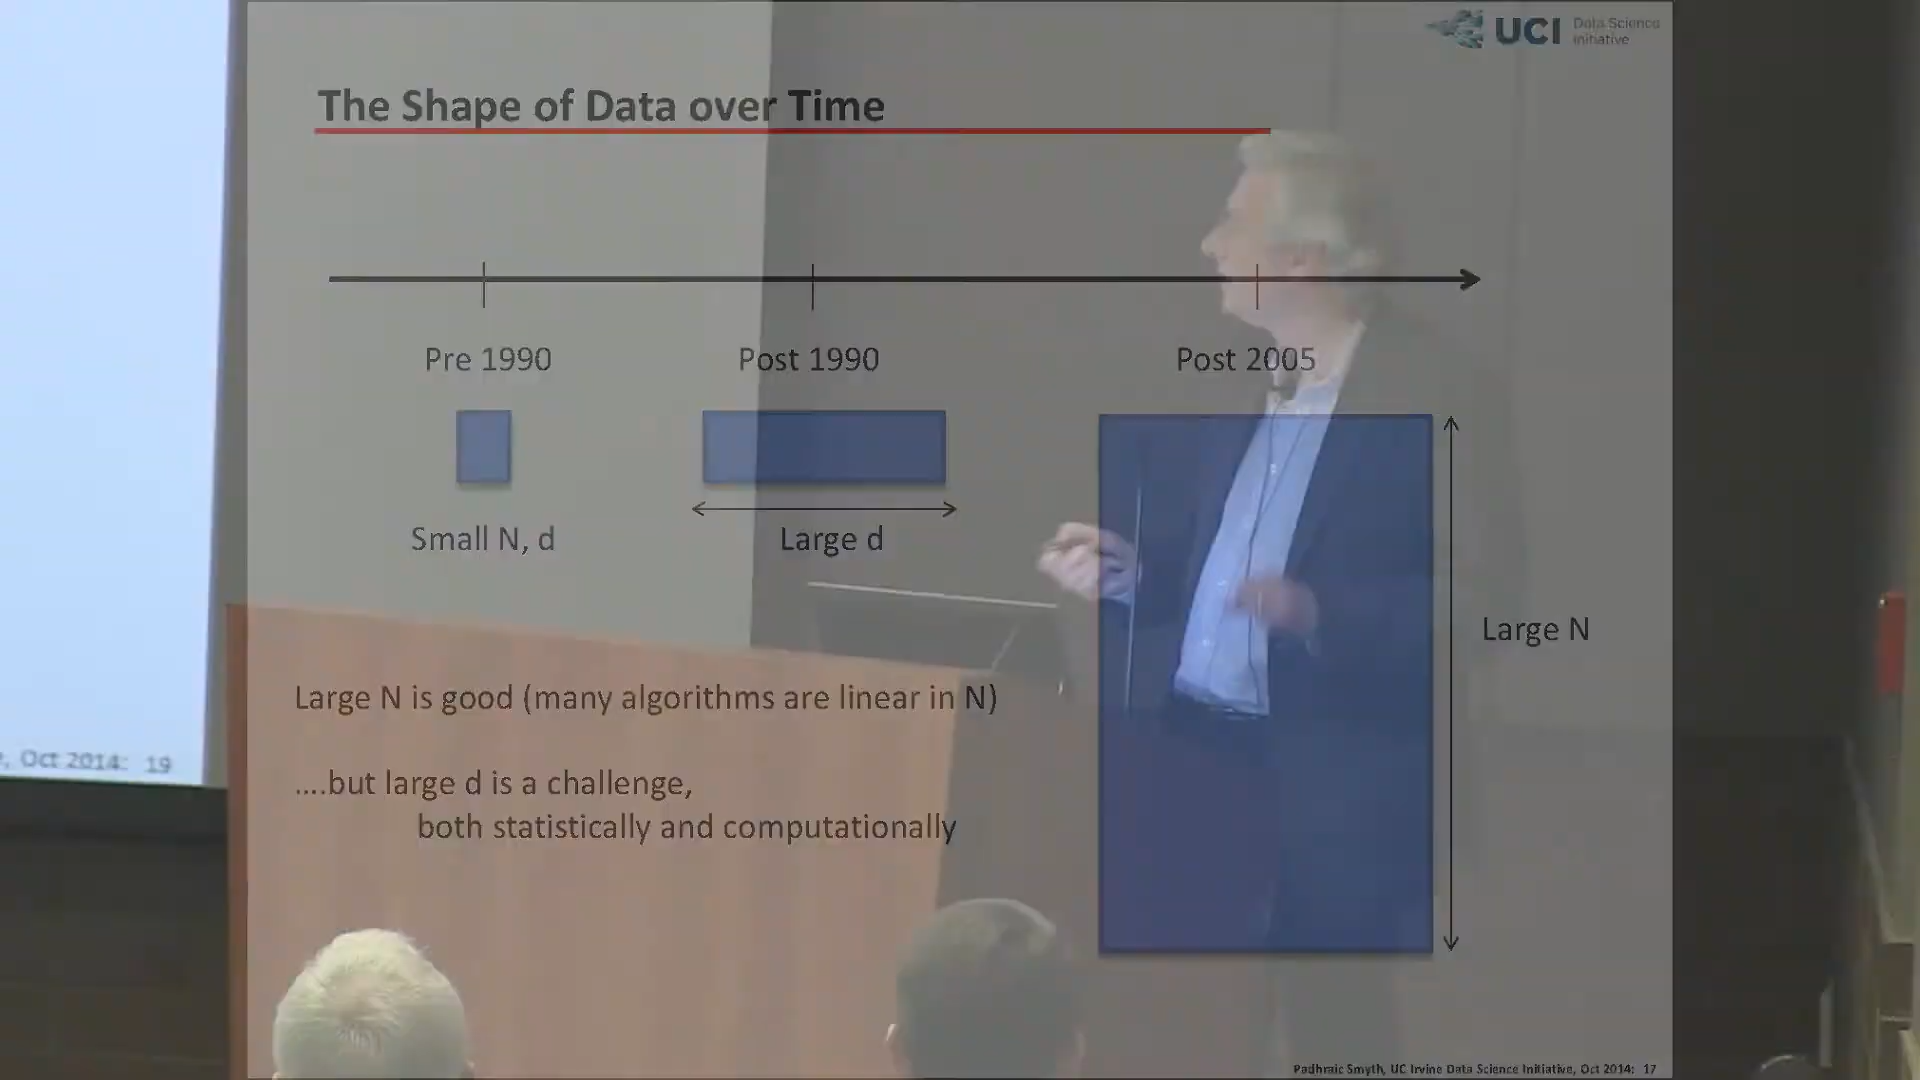 UCI Data Science
Initiative
The Shape of Data over Time
Pre 1990
Post 1990
Post 2005
Small N, d
Large d
Large N
Large N is good (many algorithms are linear in N)
....but large d is a challenge,
both statistically and computationally
, Oct 2014: 19
Padhraic Smyth, UC Irvine Data Science Initiative, Oct 2014: 17